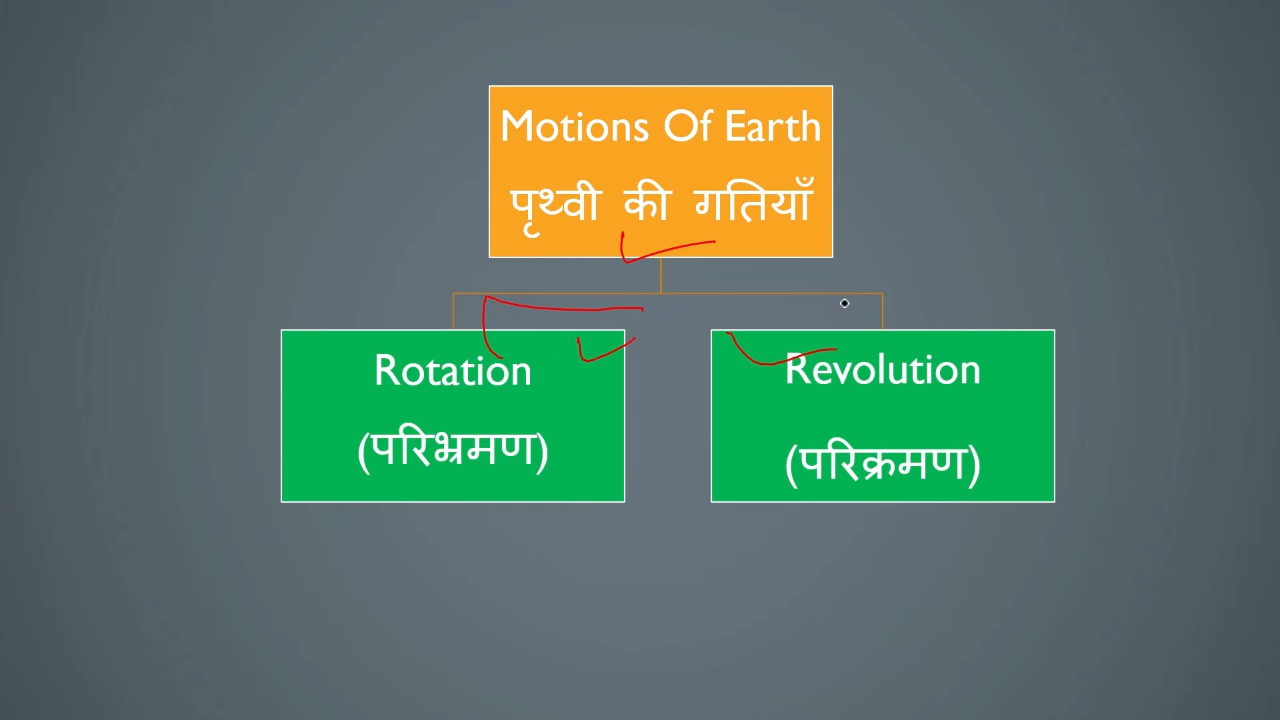 Motions Of Earth
पृथ्वी की गतियाँ
Rotation
(परिभ्रमण)
Revolution
(परिक्रमण)